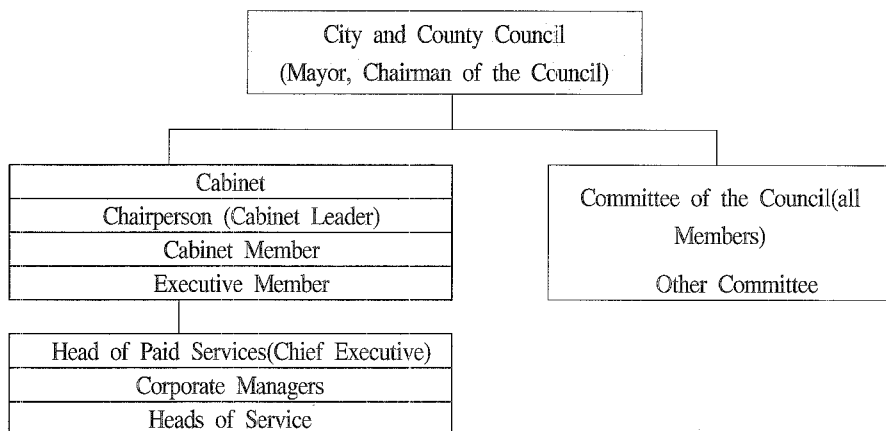 City and County Council
(Mayor, Chairman of the Council)
Cabinet
Chairperson (Cabinet Leader)
Cabinet Member
Executive Member
Committee of the Council(all
Members)
Other Committee
Head of Paid Services(Chief Executive)
Corporate Managers
Heads of Service